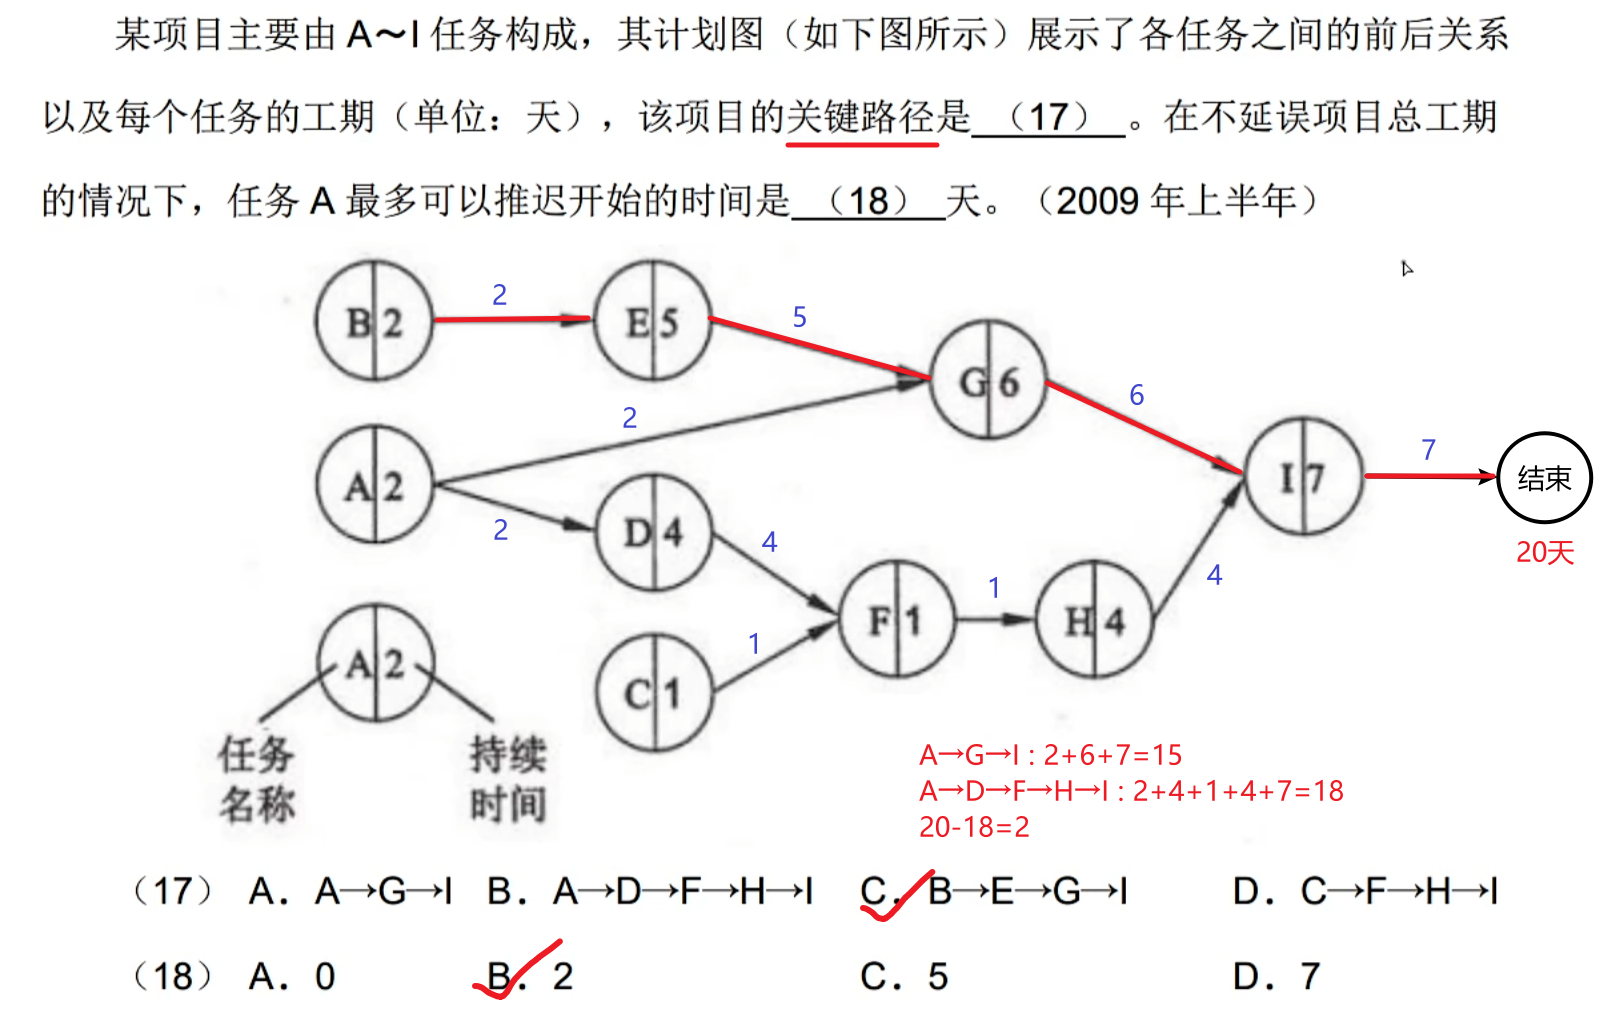 某项目主要由 A～I 任务构成，其计划图（如下图所示）展示了各任务之间的前后关系
以及每个任务的工期（单位：天），该项目的关键路径是 （17） 。在不延误项目总工期
的情况下，任务 A 最多可以推迟开始的时间是 （18） 天。（2009 年上半年）
B 2
2
E 5
5
G 6
6
2
A 2
2
D 4
4
I 7
7
结束
20天
F 1
1
H 4
4
C 1
1
A 2
任务
名称
持续
时间
A→G→I : 2+6+7=15
A→D→F→H→I : 2+4+1+4+7=18
20-18=2
（17） A. A→G→I B. A→D→F→H→I C. B→E→G→I D. C→F→H→I
（18） A. 0 B. 2 C. 5 D. 7